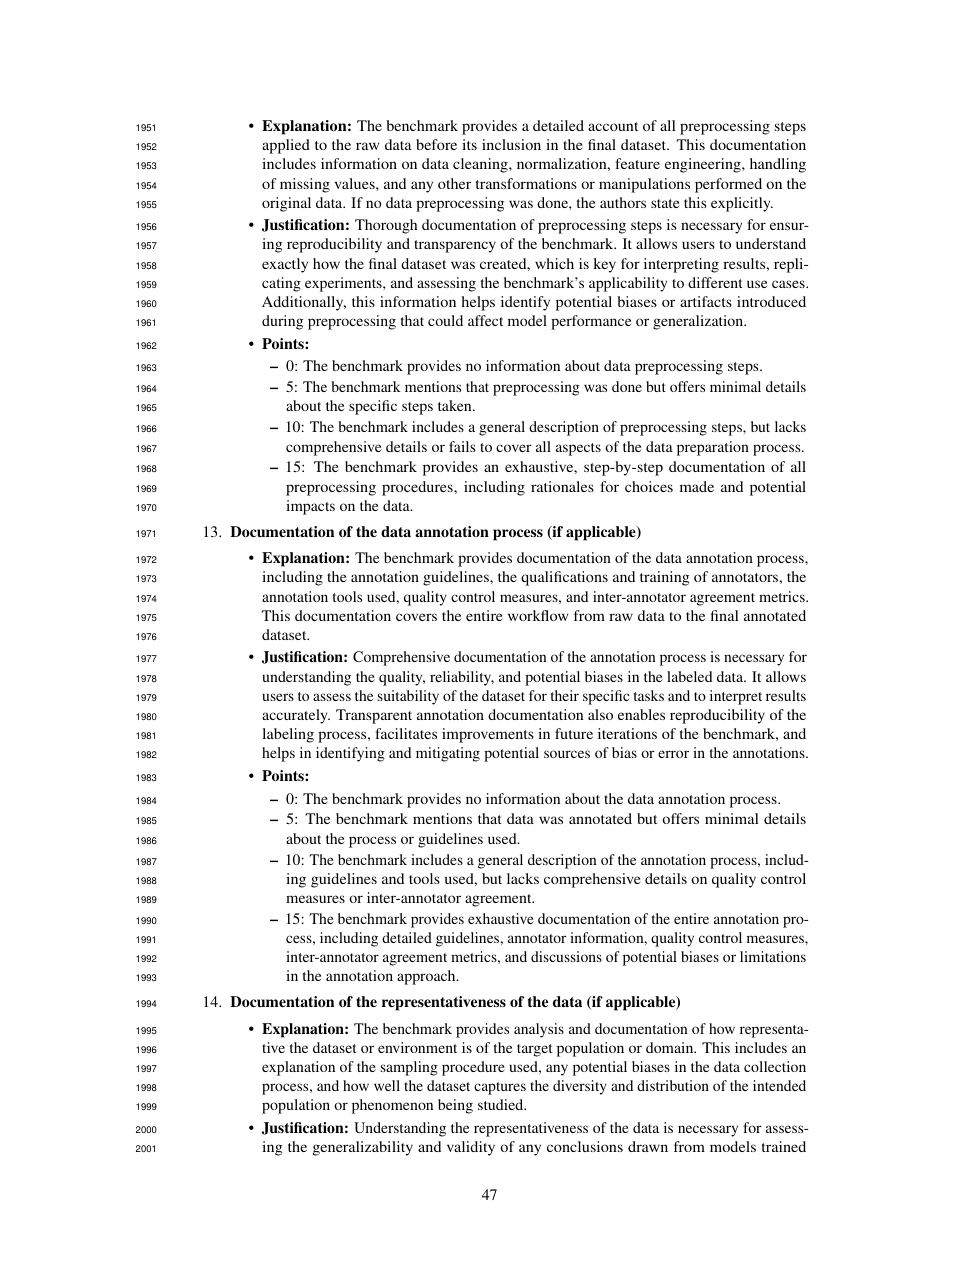 1951 • Explanation: The benchmark provides a detailed account of all preprocessing steps
1952 applied to the raw data before its inclusion in the final dataset. This documentation
1953 includes information on data cleaning, normalization, feature engineering, handling
1954 of missing values, and any other transformations or manipulations performed on the
1955 original data. If no data preprocessing was done, the authors state this explicitly.
1956 • Justification: Thorough documentation of preprocessing steps is necessary for ensur-
1957 ing reproducibility and transparency of the benchmark. It allows users to understand
1958 exactly how the final dataset was created, which is key for interpreting results, repli-
1959 cating experiments, and assessing the benchmark's applicability to different use cases.
1960 Additionally, this information helps identify potential biases or artifacts introduced
1961 during preprocessing that could affect model performance or generalization.
1962 • Points:
1963 – 0: The benchmark provides no information about data preprocessing steps.
1964 – 5: The benchmark mentions that preprocessing was done but offers minimal details
1965 about the specific steps taken.
1966 – 10: The benchmark includes a general description of preprocessing steps, but lacks
1967 comprehensive details or fails to cover all aspects of the data preparation process.
1968 – 15: The benchmark provides an exhaustive, step-by-step documentation of all
1969 preprocessing procedures, including rationales for choices made and potential
1970 impacts on the data.
1971 13. Documentation of the data annotation process (if applicable)
1972 • Explanation: The benchmark provides documentation of the data annotation process,
1973 including the annotation guidelines, the qualifications and training of annotators, the
1974 annotation tools used, quality control measures, and inter-annotator agreement metrics.
1975 This documentation covers the entire workflow from raw data to the final annotated
1976 dataset.
1977 • Justification: Comprehensive documentation of the annotation process is necessary for
1978 understanding the quality, reliability, and potential biases in the labeled data. It allows
1979 users to assess the suitability of the dataset for their specific tasks and to interpret results
1980 accurately. Transparent annotation documentation also enables reproducibility of the
1981 labeling process, facilitates improvements in future iterations of the benchmark, and
1982 helps in identifying and mitigating potential sources of bias or error in the annotations.
1983 • Points:
1984 – 0: The benchmark provides no information about the data annotation process.
1985 – 5: The benchmark mentions that data was annotated but offers minimal details
1986 about the process or guidelines used.
1987 – 10: The benchmark includes a general description of the annotation process, includ-
1988 ing guidelines and tools used, but lacks comprehensive details on quality control
1989 measures or inter-annotator agreement.
1990 – 15: The benchmark provides exhaustive documentation of the entire annotation pro-
1991 cess, including detailed guidelines, annotator information, quality control measures,
1992 inter-annotator agreement metrics, and discussions of potential biases or limitations
1993 in the annotation approach.
1994 14. Documentation of the representativeness of the data (if applicable)
1995 • Explanation: The benchmark provides analysis and documentation of how representa-
1996 tive the dataset or environment is of the target population or domain. This includes an
1997 explanation of the sampling procedure used, any potential biases in the data collection
1998 process, and how well the dataset captures the diversity and distribution of the intended
1999 population or phenomenon being studied.
2000 • Justification: Understanding the representativeness of the data is necessary for assess-
2001 ing the generalizability and validity of any conclusions drawn from models trained
47